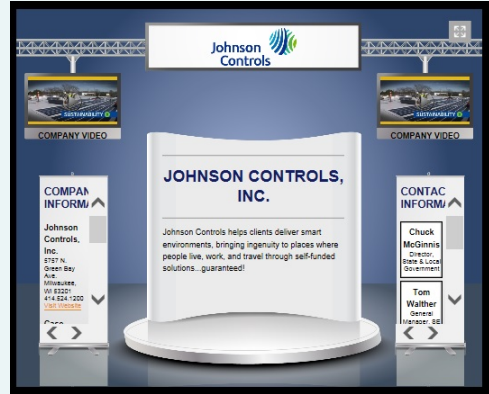 Johnson
Controls
SUSTAINABILITY
COMPANY VIDEO
SUSTAINABILITY
COMPANY VIDEO
JOHNSON CONTROLS,
INC.
Johnson Controls helps clients deliver smart
environments, bringing ingenuity to places where
people live, work, and travel through self-funded
solutions...guaranteed!
COMPAN
INFORM
Johnson
Controls,
Inc.
5757 N.
Green Bay
Ave.
Milwaukee,
WI 53201
414.524.1200
Visit Website
Case
CONTAC
INFORM
Chuck
McGinnis
Director,
State & Local
Government
Tom
Walther
General
Manager, SE